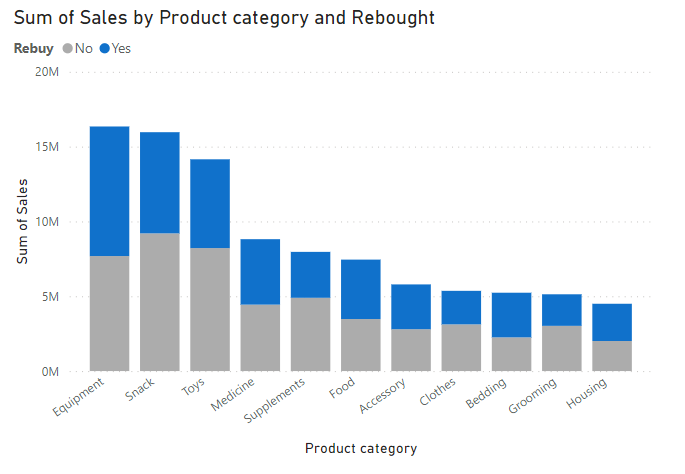 Sum of Sales by Product category and Rebought
Rebuy No Yes
20M
15M
10M
5M
0M
Sum of Sales
Equipment
Snack
Toys
Medicine
Supplements
Food
Accessory
Clothes
Bedding
Grooming
Housing
Product category